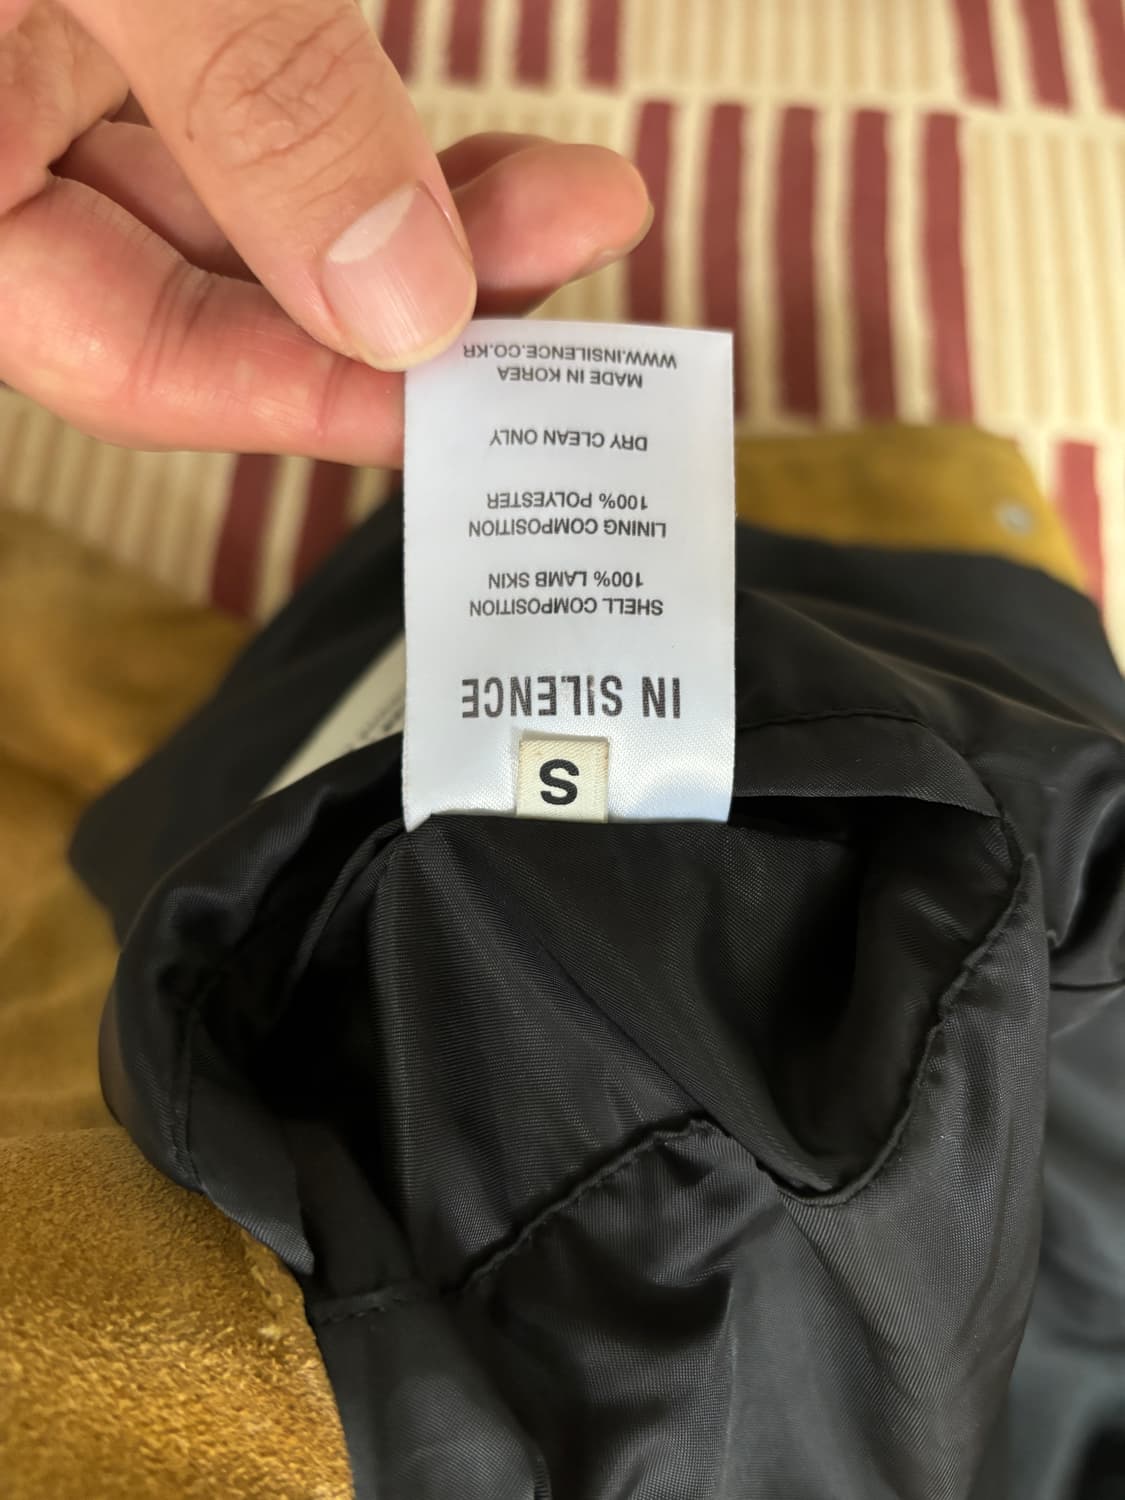 S
IN SILENCE
SHELL COMPOSITION
100% LAMB SKIN
LINING COMPOSITION
100% POLYESTER
DRY CLEAN ONLY
MADE IN KOREA
WWW.INSILENCE.CO.KR